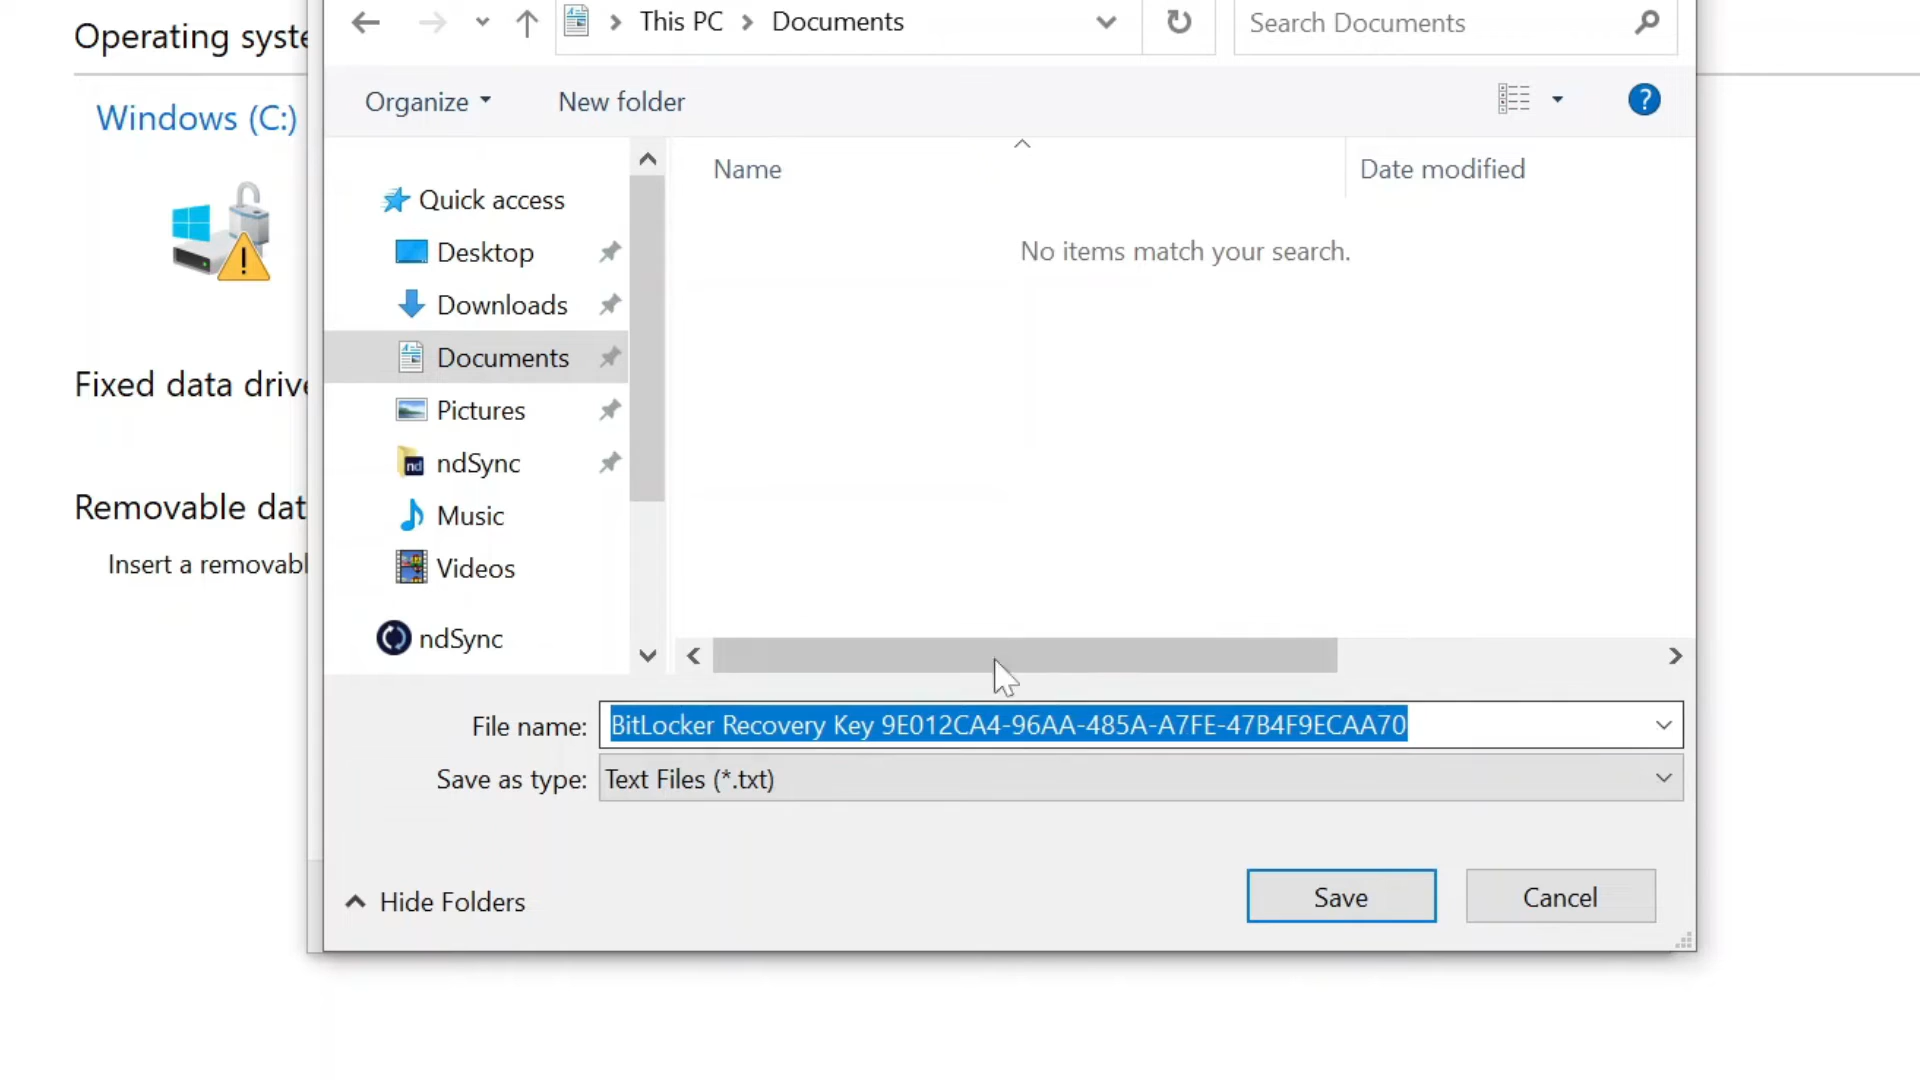 Operating syste
This PC
Documents
Search Documents
Windows (C:)
Organize
New folder
?
Name
Date modified
Quick access
No items match your search.
Desktop
Downloads
Documents
Fixed data drive
Pictures
nd
ndSync
Removable dat
Music
Insert a removabl
Videos
ndSync
File name:
BitLocker Recovery Key 9E012CA4-96AA-485A-A7FE-47B4F9ECAA70
Save as type:
Text Files (*.txt)
Hide Folders
Save
Cancel